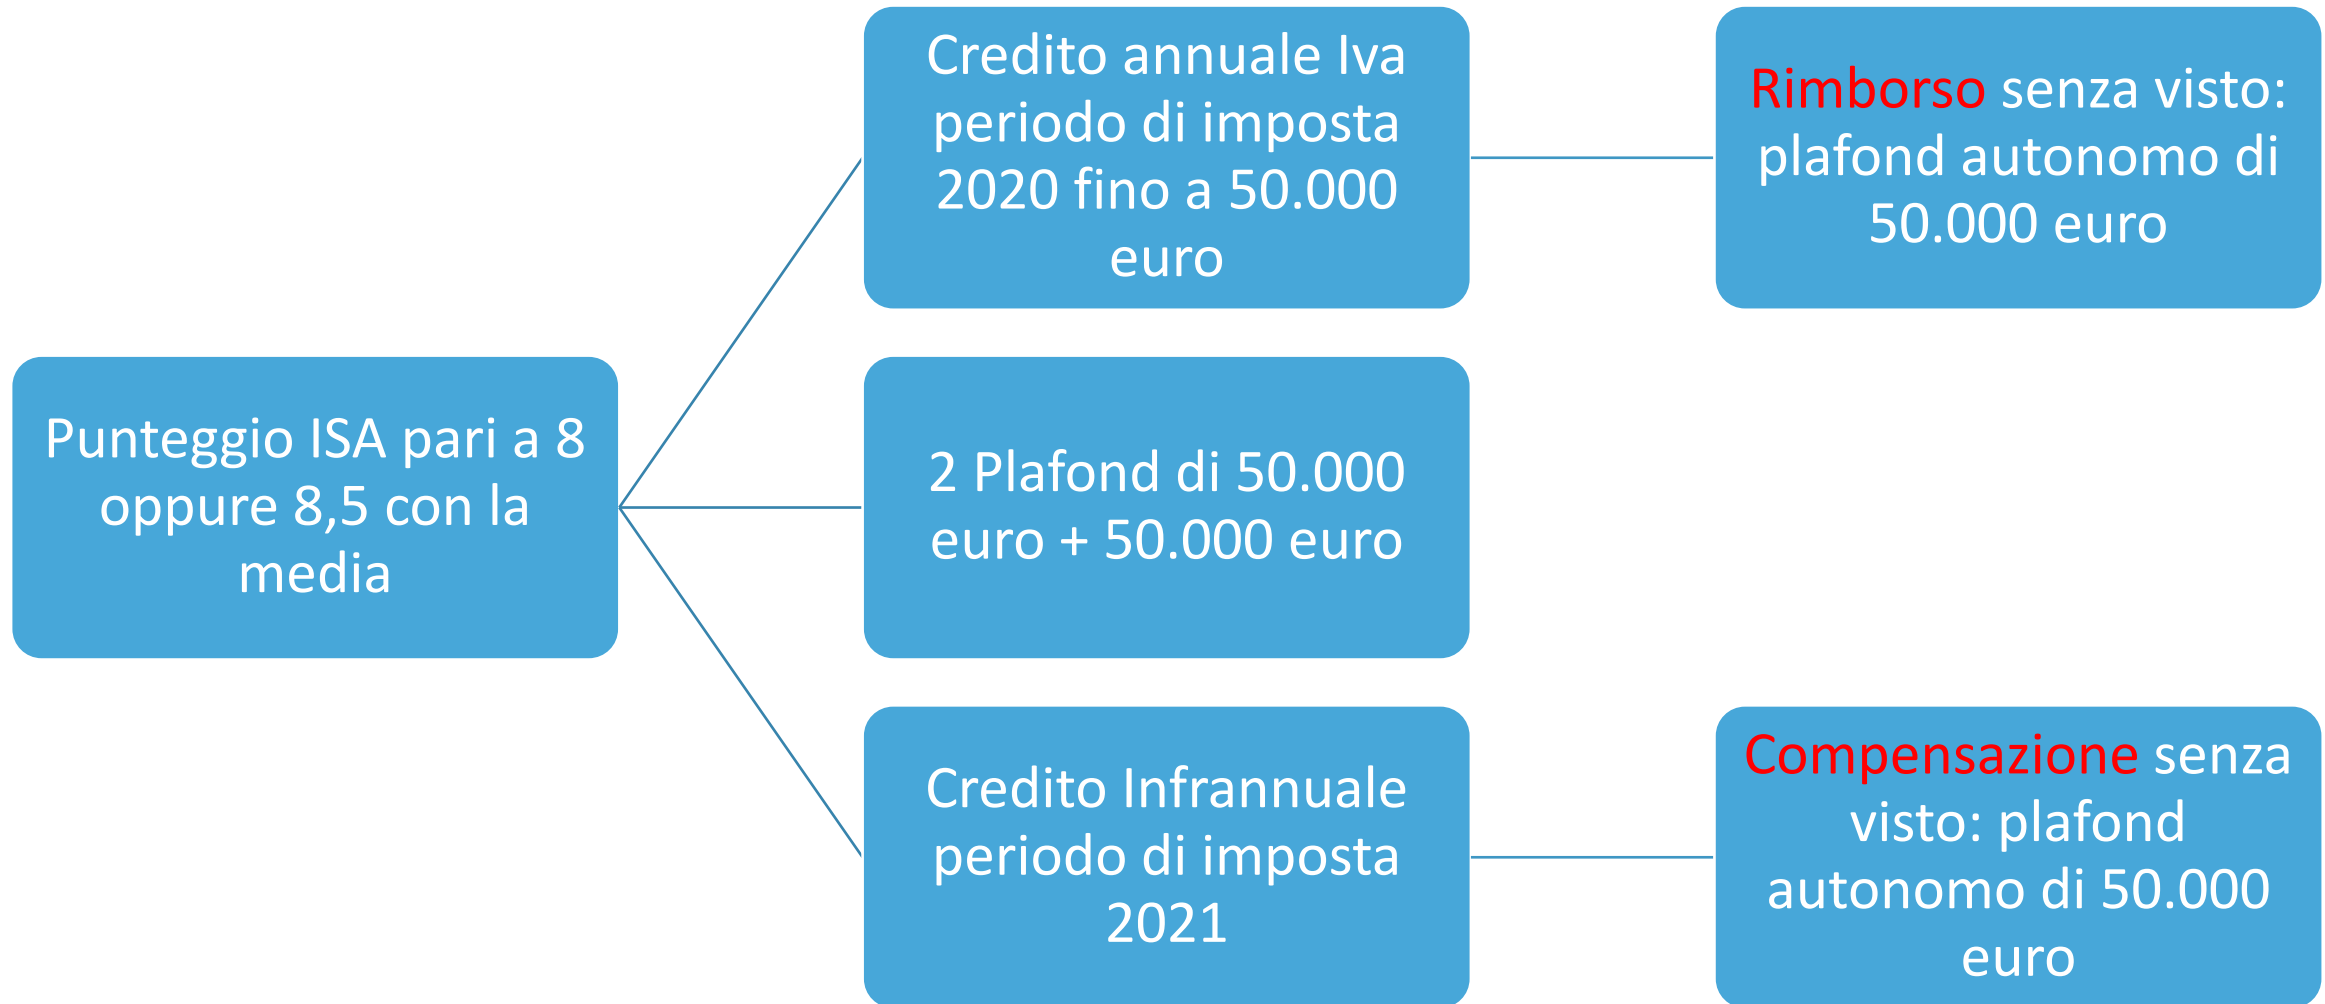 Punteggio ISA pari a 8
oppure 8,5 con la
media
Credito annuale Iva
periodo di imposta
2020 fino a 50.000
euro
Rimborso senza visto:
plafond autonomo di
50.000 euro
2 Plafond di 50.000
euro + 50.000 euro
Credito Infrannuale
periodo di imposta
2021
Compensazione senza
visto: plafond
autonomo di 50.000
euro